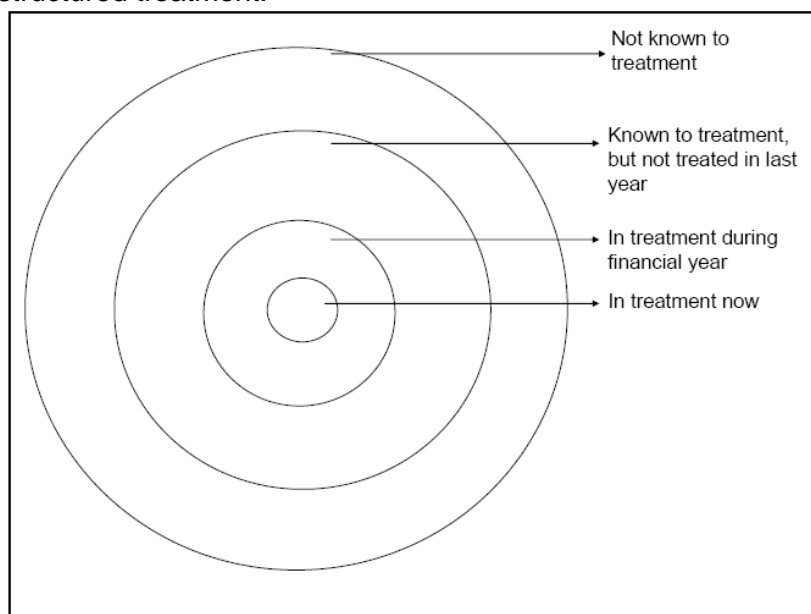 structured treatment.
Not known to
treatment
Known to treatment,
but not treated in last
year
In treatment during
financial year
In treatment now